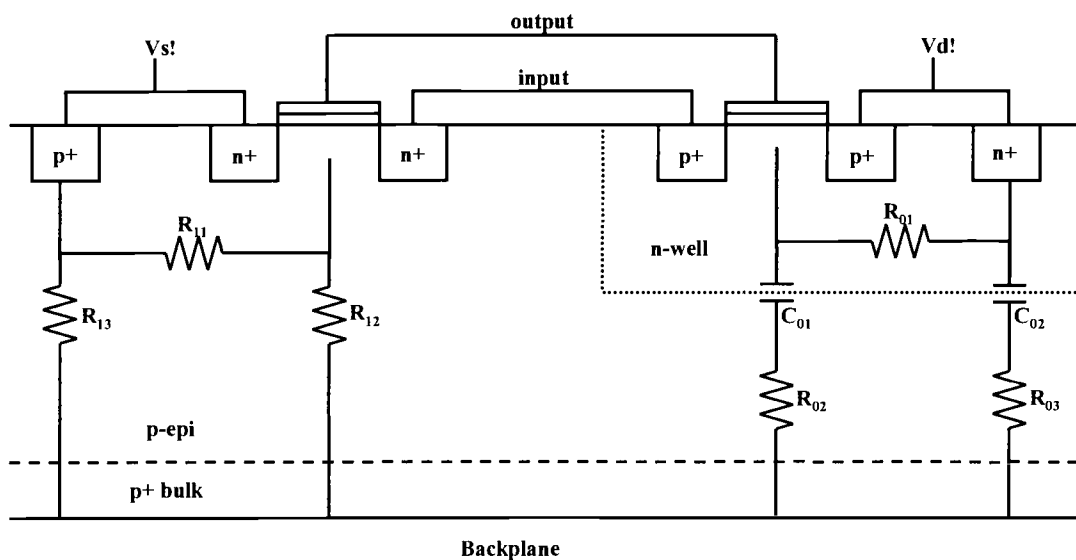 output
Vs!
Vd!
input
p+
n+
n+
p+
p+
n+
R11
R01
n-well
R13
R12
C01
C02
R02
R03
p-epi
p+ bulk
Backplane